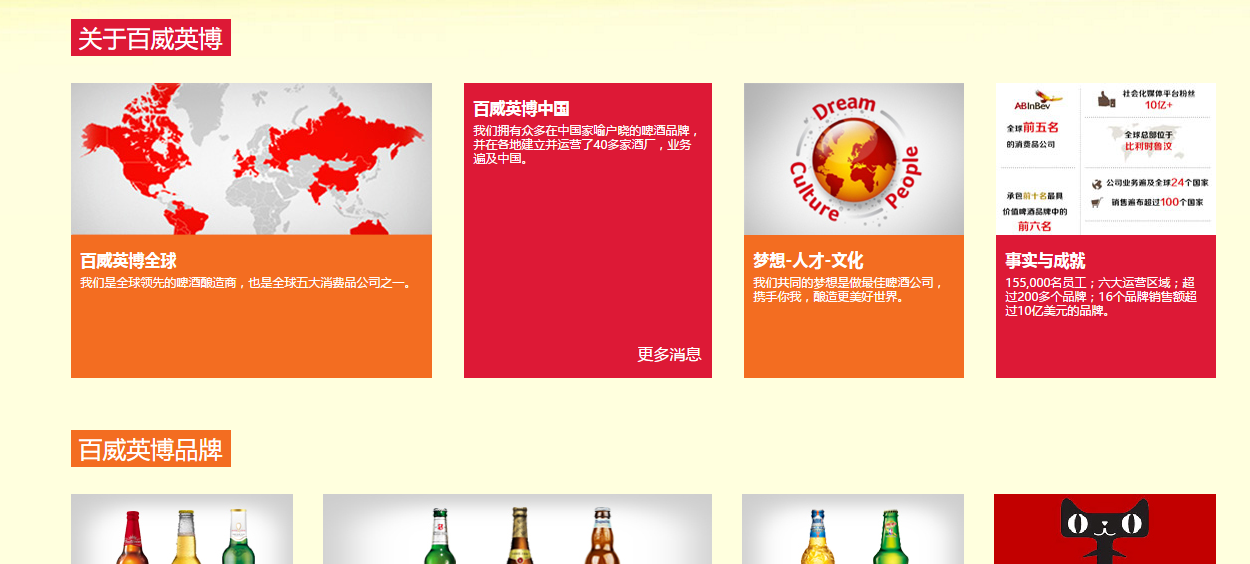 关于百威英博
百威英博全球
我们是全球领先的啤酒酿造商，也是全球五大消费品公司之一。
百威英博中国
我们拥有众多在中国家喻户晓的啤酒品牌，
并在各地建立并运营了40多家酒厂，业务
遍及中国。
更多消息
Dream
People
Culture
梦想-人才-文化
我们共同的梦想是做最佳啤酒公司，
携手你我，酿造更美好世界。
ABInBev
全球前五名
的消费品公司
承包前十名最具
价值啤酒品牌中的
前六名
社会化媒体平台粉丝
10亿+
全球总部位于
比利时鲁汶
公司业务遍及全球24个国家
销售遍布超过100个国家
事实与成就
155,000名员工；六大运营区域；超
过200多个品牌；16个品牌销售额超
过10亿美元的品牌。
百威英博品牌